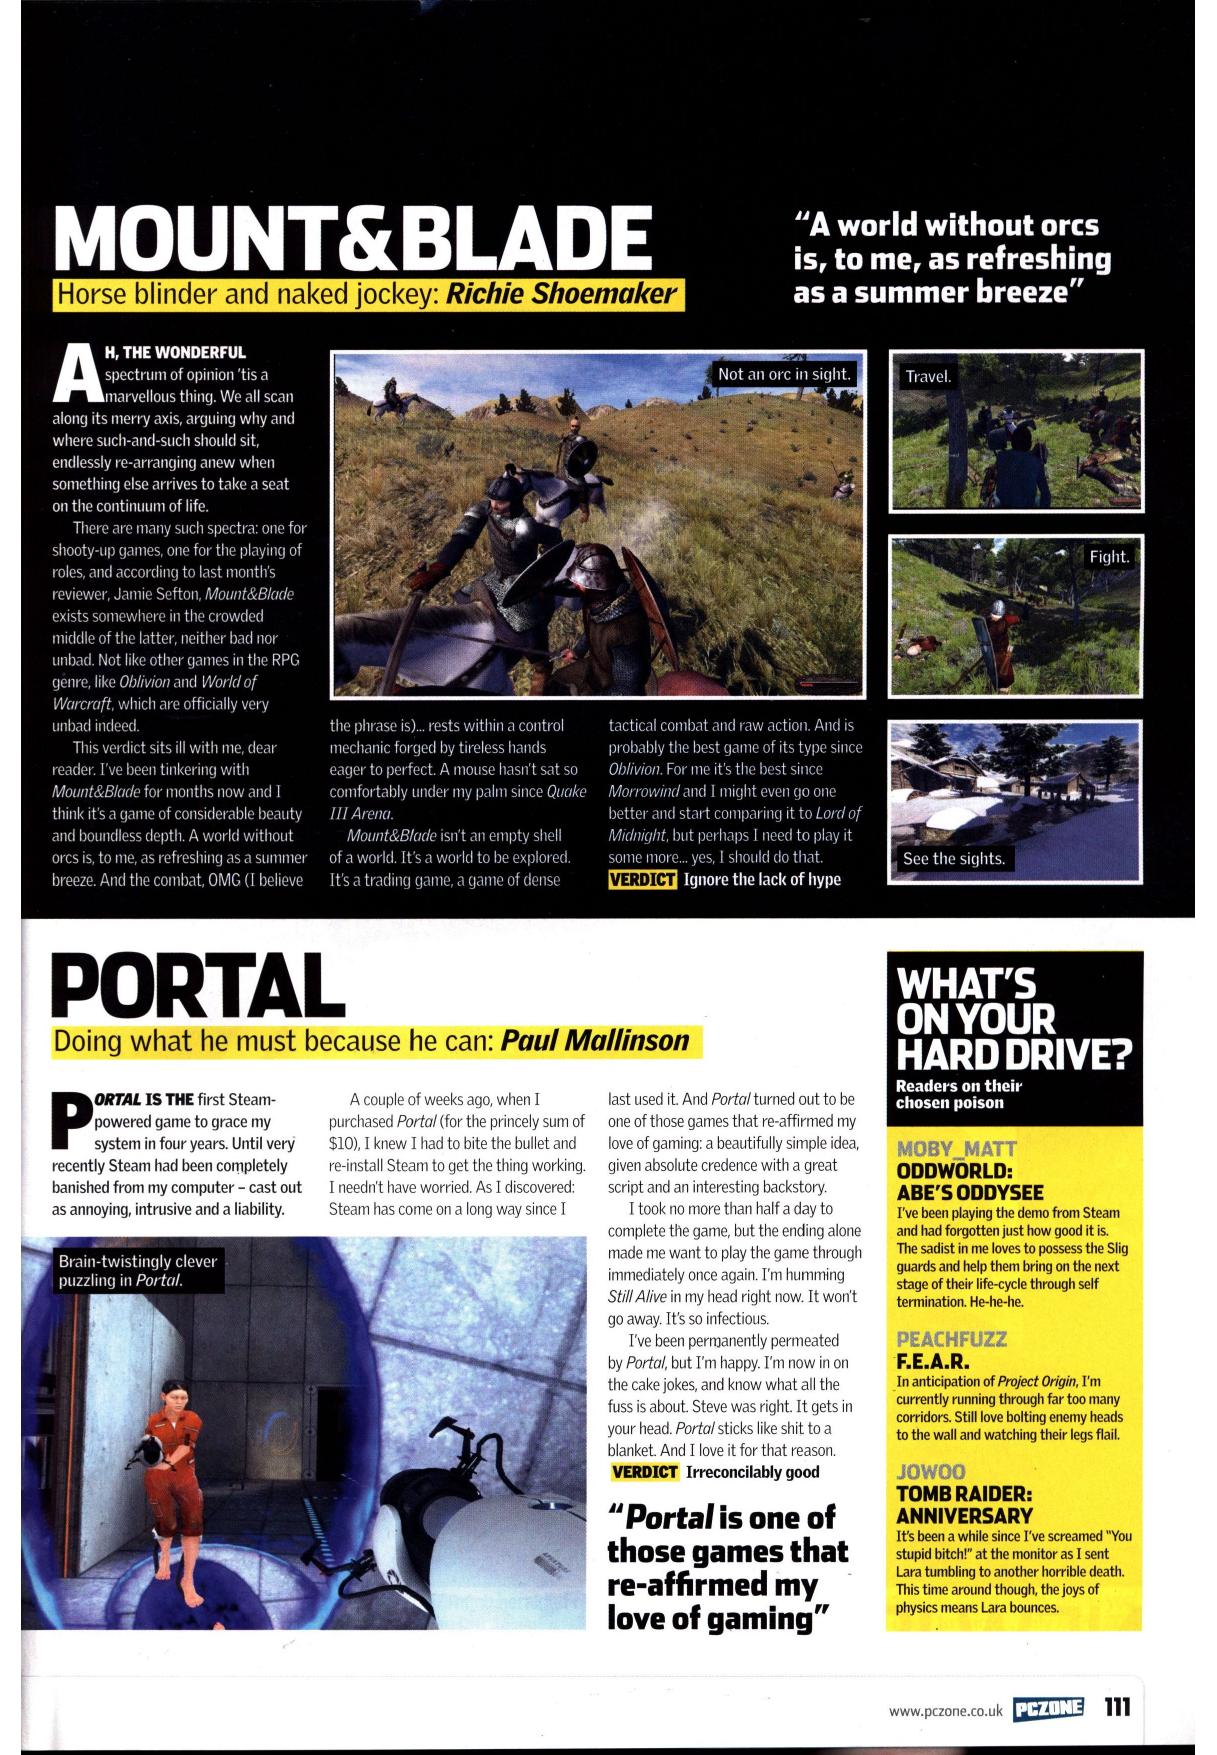 MOUNT&BLADE
Horse blinder and naked jockey: Richie Shoemaker
“A world without orcs
is, to me, as refreshing
as a summer breeze”
AH, THE WONDERFUL
spectrum of opinion ’tis a
marvellous thing. We all scan
along its merry axis, arguing why and
where such-and-such should sit,
endlessly re-arranging anew when
something else arrives to take a seat
on the continuum of life.
There are many such spectra: one for
shooty-up games, one for the playing of
roles, and according to last month’s
reviewer, Jamie Sefton, Mount&Blade
exists somewhere in the crowded
middle of the latter, neither bad nor
unbad. Not like other games in the RPG
genre, like Oblivion and World of
Warcraft, which are officially very
unbad indeed.
This verdict sits ill with me, dear
reader. I’ve been tinkering with
Mount&Blade for months now and I
think it’s a game of considerable beauty
and boundless depth. A world without
orcs is, to me, as refreshing as a summer
breeze. And the combat, OMG (I believe
Not an orc in sight.
the phrase is)... rests within a control
mechanic forged by tireless hands
eager to perfect. A mouse hasn’t sat so
comfortably under my palm since Quake
III Arena.
Mount&Blade isn’t an empty shell
of a world. It’s a world to be explored.
It’s a trading game, a game of dense
tactical combat and raw action. And is
probably the best game of its type since
Oblivion. For me it’s the best since
Morrowind and I might even go one
better and start comparing it to Lord of
Midnight, but perhaps I need to play it
some more... yes, I should do that.
VERDICT Ignore the lack of hype
Travel.
Fight.
See the sights.
PORTAL
Doing what he must because he can: Paul Mallinson
PORTAL IS THE first Steam-
powered game to grace my
system in four years. Until very
recently Steam had been completely
banished from my computer – cast out
as annoying, intrusive and a liability.
A couple of weeks ago, when I
purchased Portal (for the princely sum of
$10), I knew I had to bite the bullet and
re-install Steam to get the thing working.
I needn’t have worried. As I discovered:
Steam has come on a long way since I
Brain-twistingly clever
puzzling in Portal.
last used it. And Portal turned out to be
one of those games that re-affirmed my
love of gaming: a beautifully simple idea,
given absolute credence with a great
script and an interesting backstory.
I took no more than half a day to
complete the game, but the ending alone
made me want to play the game through
immediately once again. I’m humming
Still Alive in my head right now. It won’t
go away. It’s so infectious.
I’ve been permanently permeated
by Portal, but I’m happy. I’m now in on
the cake jokes, and know what all the
fuss is about. Steve was right. It gets in
your head. Portal sticks like shit to a
blanket. And I love it for that reason.
VERDICT Irreconcilably good
“Portal is one of
those games that
re-affirmed my
love of gaming”
WHAT’S
ON YOUR
HARD DRIVE?
Readers on their
chosen poison
MOBY_MATT
ODDWORLD:
ABE’S ODDYSEE
I’ve been playing the demo from Steam
and had forgotten just how good it is.
The sadist in me loves to possess the Slig
guards and help them bring on the next
stage of their life-cycle through self
termination. He-he-he.
PEACHFUZZ
F.E.A.R.
In anticipation of Project Origin, I’m
currently running through far too many
corridors. Still love bolting enemy heads
to the wall and watching their legs flail.
JOWOO
TOMB RAIDER:
ANNIVERSARY
It’s been a while since I’ve screamed “You
stupid bitch!” at the monitor as I sent
Lara tumbling to another horrible death.
This time around though, the joys of
physics means Lara bounces.
www.pczone.co.uk PCZONE 111